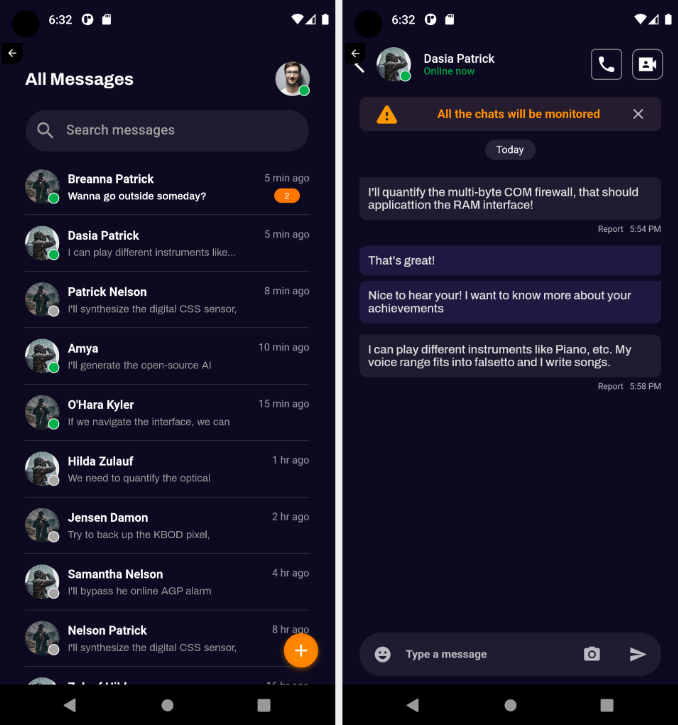 6:32
All Messages
Search messages
Breanna Patrick
5 min ago
Wanna go outside someday?
2
Dasia Patrick
5 min ago
I can play different instruments like...
Patrick Nelson
8 min ago
I'll synthesize the digital CSS sensor,
Amya
10 min ago
I'll generate the open-source AI
O'Hara Kyler
15 min ago
If we navigate the interface, we can
Hilda Zulauf
1 hr ago
We need to quantify the optical
Jensen Damon
2 hr ago
Try to back up the KBOD pixel,
Samantha Nelson
4 hr ago
I'll bypass he online AGP alarm
Nelson Patrick
8 hr ago
I'll synthesize the digital CSS sensor,
6:32
Dasia Patrick
Online now
All the chats will be monitored
Today
I'll quantify the multi-byte COM firewall, that should
applicattion the RAM interface!
Report 5:54 PM
That's great!
Nice to hear your! I want to know more about your
achievements
I can play different instruments like Piano, etc. My
voice range fits into falsetto and I write songs.
Report 5:58 PM
Type a message